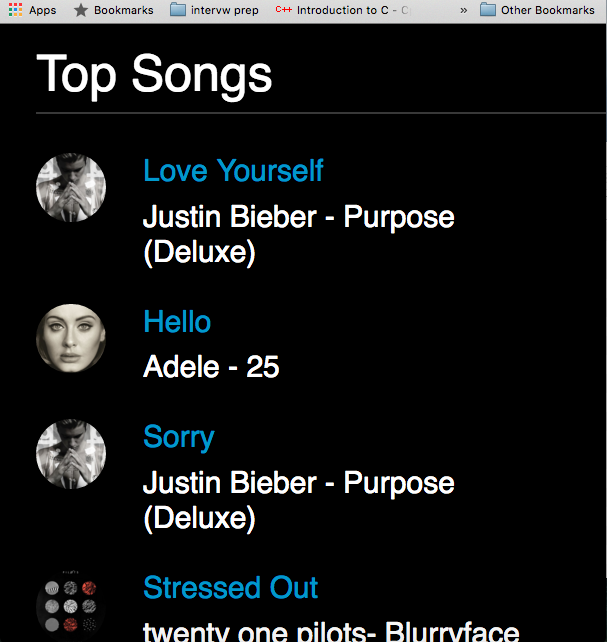 Apps Bookmarks intervw prep C++ Introduction to C - C » Other Bookmarks
Top Songs
Love Yourself
Justin Bieber - Purpose
(Deluxe)
Hello
Adele - 25
Sorry
Justin Bieber - Purpose
(Deluxe)
Stressed Out
twenty one pilots- Blurryface